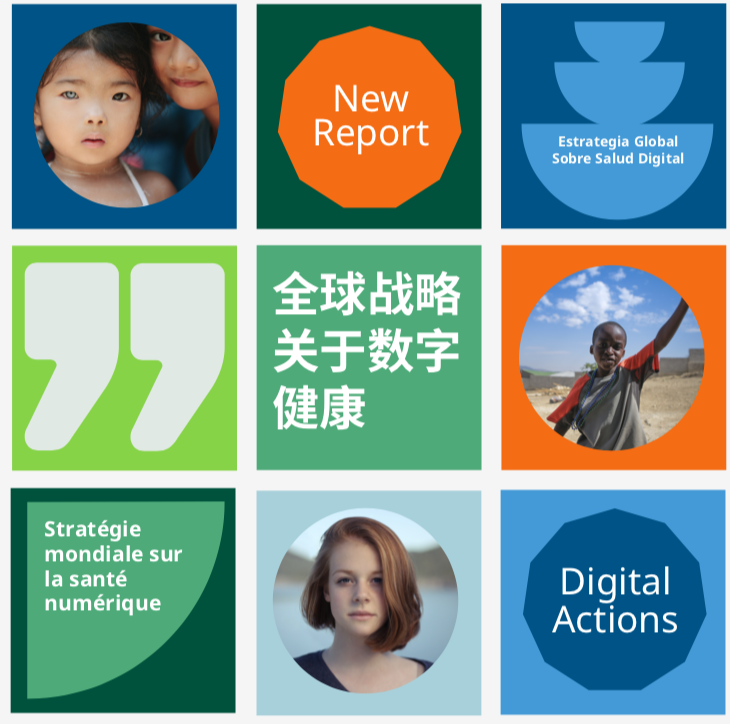 New
Report
Estrategia Global
Sobre Salud Digital
全球战略
关于数字
健康
Stratégie
mondiale sur
la santé
numérique
Digital
Actions